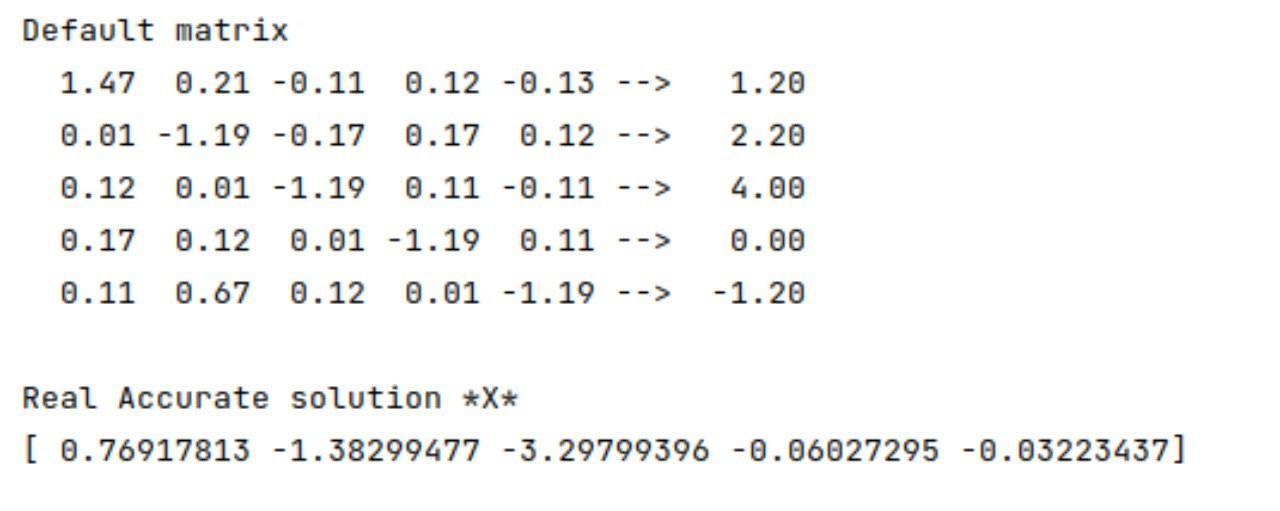 Default matrix
1.47 0.21 -0.11 0.12 -0.13 --> 1.20
0.01 -1.19 -0.17 0.17 0.12 --> 2.20
0.12 0.01 -1.19 0.11 -0.11 --> 4.00
0.17 0.12 0.01 -1.19 0.11 --> 0.00
0.11 0.67 0.12 0.01 -1.19 --> -1.20
Real Accurate solution *X*
[ 0.76917813 -1.38299477 -3.29799396 -0.06027295 -0.03223437]